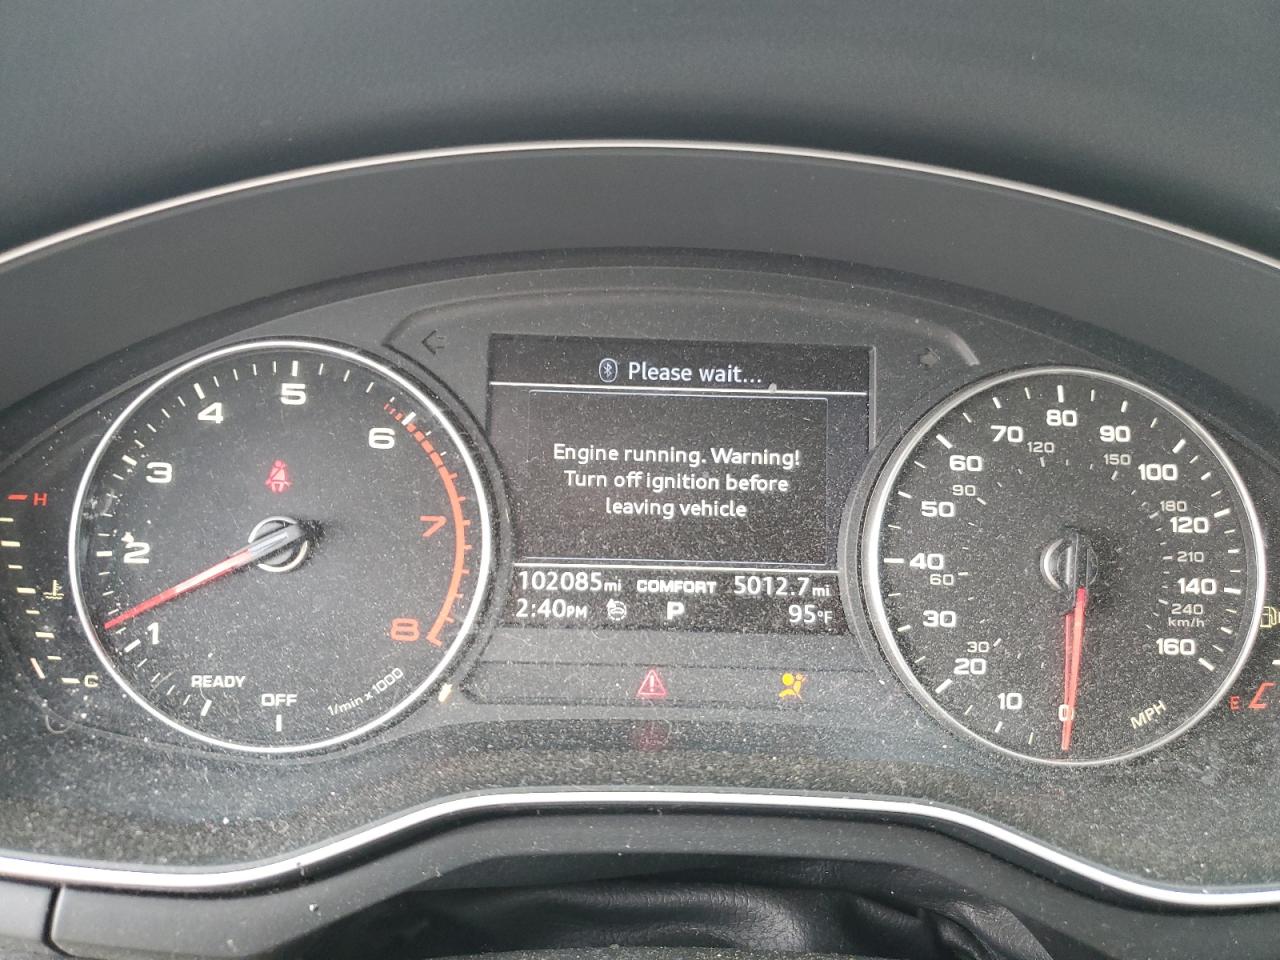 Please wait...
Engine running. Warning!
Turn off ignition before
leaving vehicle
102085mi COMFORT 5012.7mi
2:40PM P 95°F
H
C
OFF
READY
1
2
3
4
5
6
7
8
1/min x 1000
0
10
20
30
40
50
60
70
80
90
100
120
140
160
MPH
30
60
90
120
150
180
210
240
km/h
E